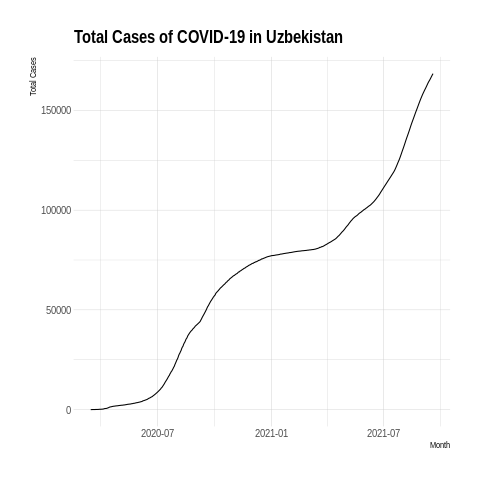 Total Cases of COVID-19 in Uzbekistan
Total Cases
150000
100000
50000
0
2020-07
2021-01
2021-07
Month